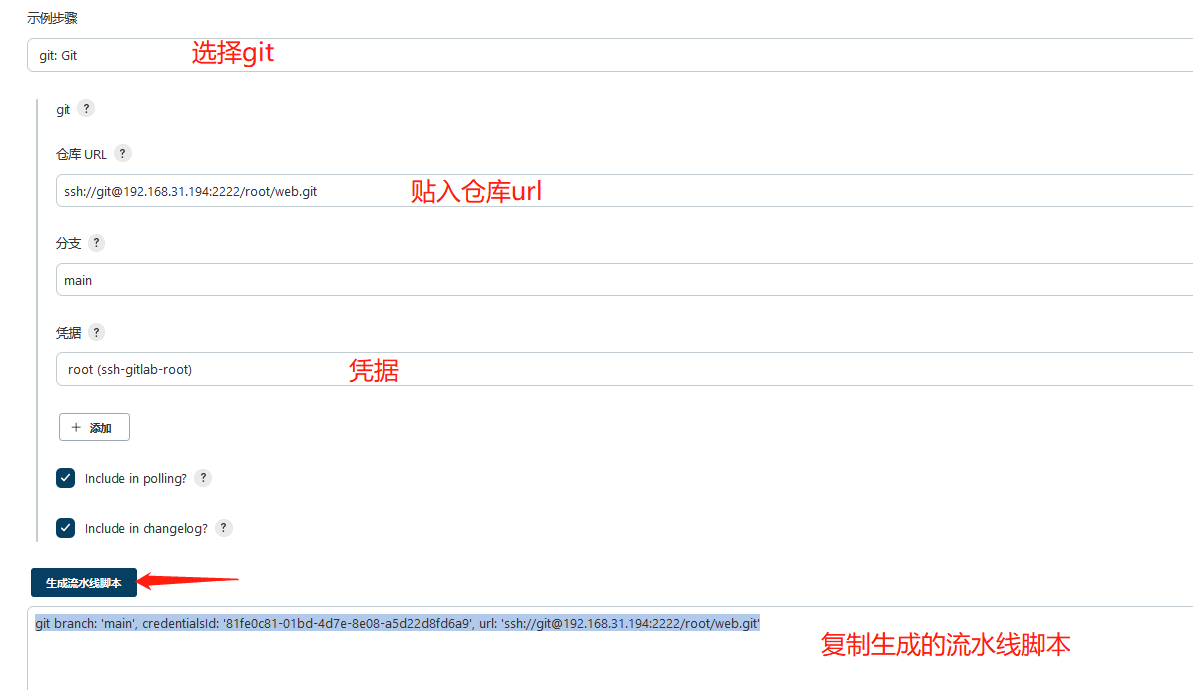 示例步骤
git: Git 选择git
git ?
仓库 URL ?
ssh://git@192.168.31.194:2222/root/web.git 贴入仓库url
分支 ?
main
凭据 ?
root (ssh-gitlab-root) 凭据
+ 添加
Include in polling? ?
Include in changelog? ?
生成流水线脚本
git branch: 'main', credentialsId: '81fe0c81-01bd-4d7e-8e08-a5d22d8fd6a9', url: 'ssh://git@192.168.31.194:2222/root/web.git'
复制生成的流水线脚本